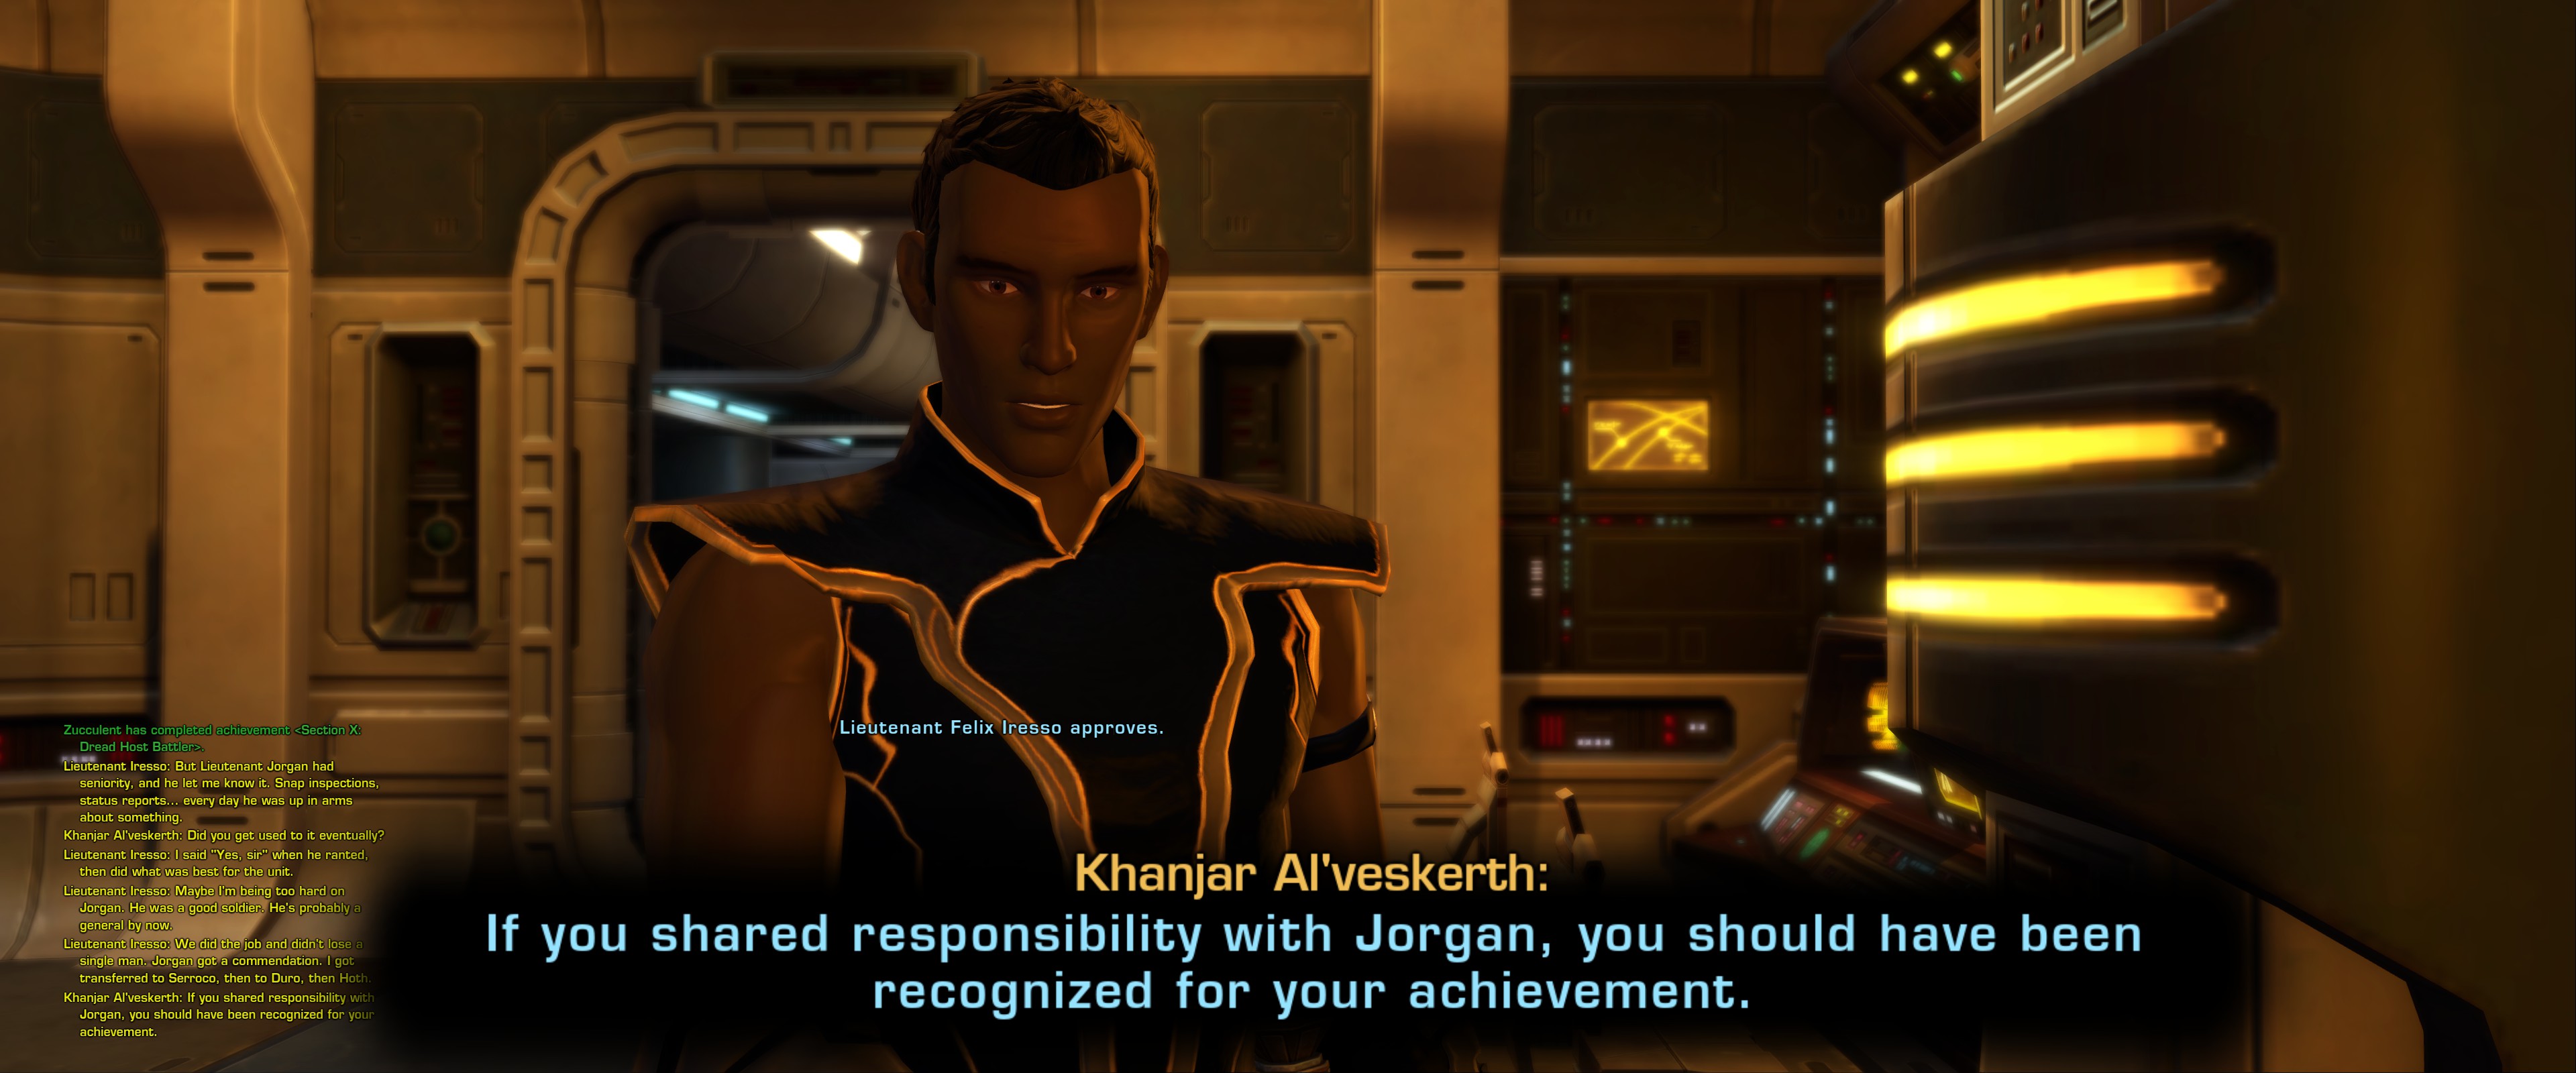 Lieutenant Felix Iresso approves.
Zucculent has completed achievement <Section X:
Dread Host Battler>.
Lieutenant Iresso: But Lieutenant Jorgan had
seniority, and he let me know it. Snap inspections,
status reports... every day he was up in arms
about something.
Khanjar Al'veskerth: Did you get used to it eventually?
Lieutenant Iresso: I said "Yes, sir" when he ranted,
then did what was best for the unit.
Lieutenant Iresso: Maybe I'm being too hard on
Jorgan. He was a good soldier. He's probably a
general by now.
Lieutenant Iresso: We did the job and didn't lose a
single man. Jorgan got a commendation. I got
transferred to Serroco, then to Duro, then Hoth.
Khanjar Al'veskerth: If you shared responsibility with
Jorgan, you should have been recognized for your
achievement.
Khanjar Al'veskerth:
If you shared responsibility with Jorgan, you should have been
recognized for your achievement.